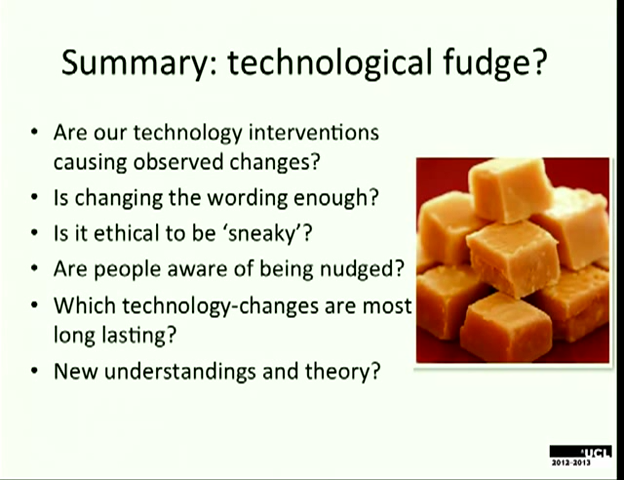 Summary: technological fudge?
• Are our technology interventions
causing observed changes?
• Is changing the wording enough?
• Is it ethical to be ‘sneaky’?
• Are people aware of being nudged?
• Which technology-changes are most
long lasting?
• New understandings and theory?
UCL
2012-2013